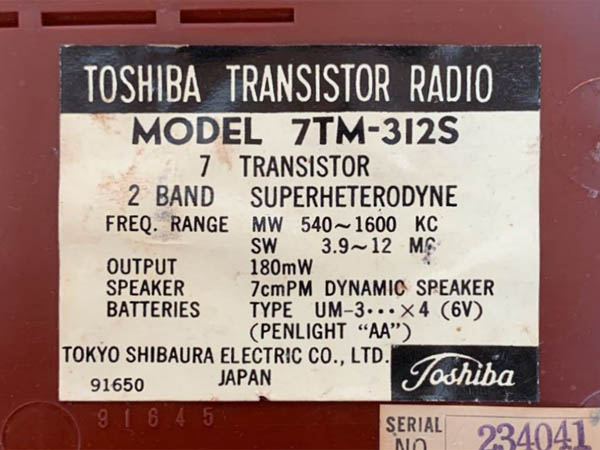 TOSHIBA TRANSISTOR RADIO
MODEL 7TM-312S
7 TRANSISTOR
2 BAND SUPERHETERODYNE
FREQ. RANGE MW 540~1600 KC
SW 3.9~12 MC
OUTPUT 180mW
SPEAKER 7cmPM DYNAMIC SPEAKER
BATTERIES TYPE UM-3···×4 (6V)
(PENLIGHT "AA")
TOKYO SHIBAURA ELECTRIC CO., LTD.
JAPAN
91650
Toshiba
91645
SERIAL
NO. 234041